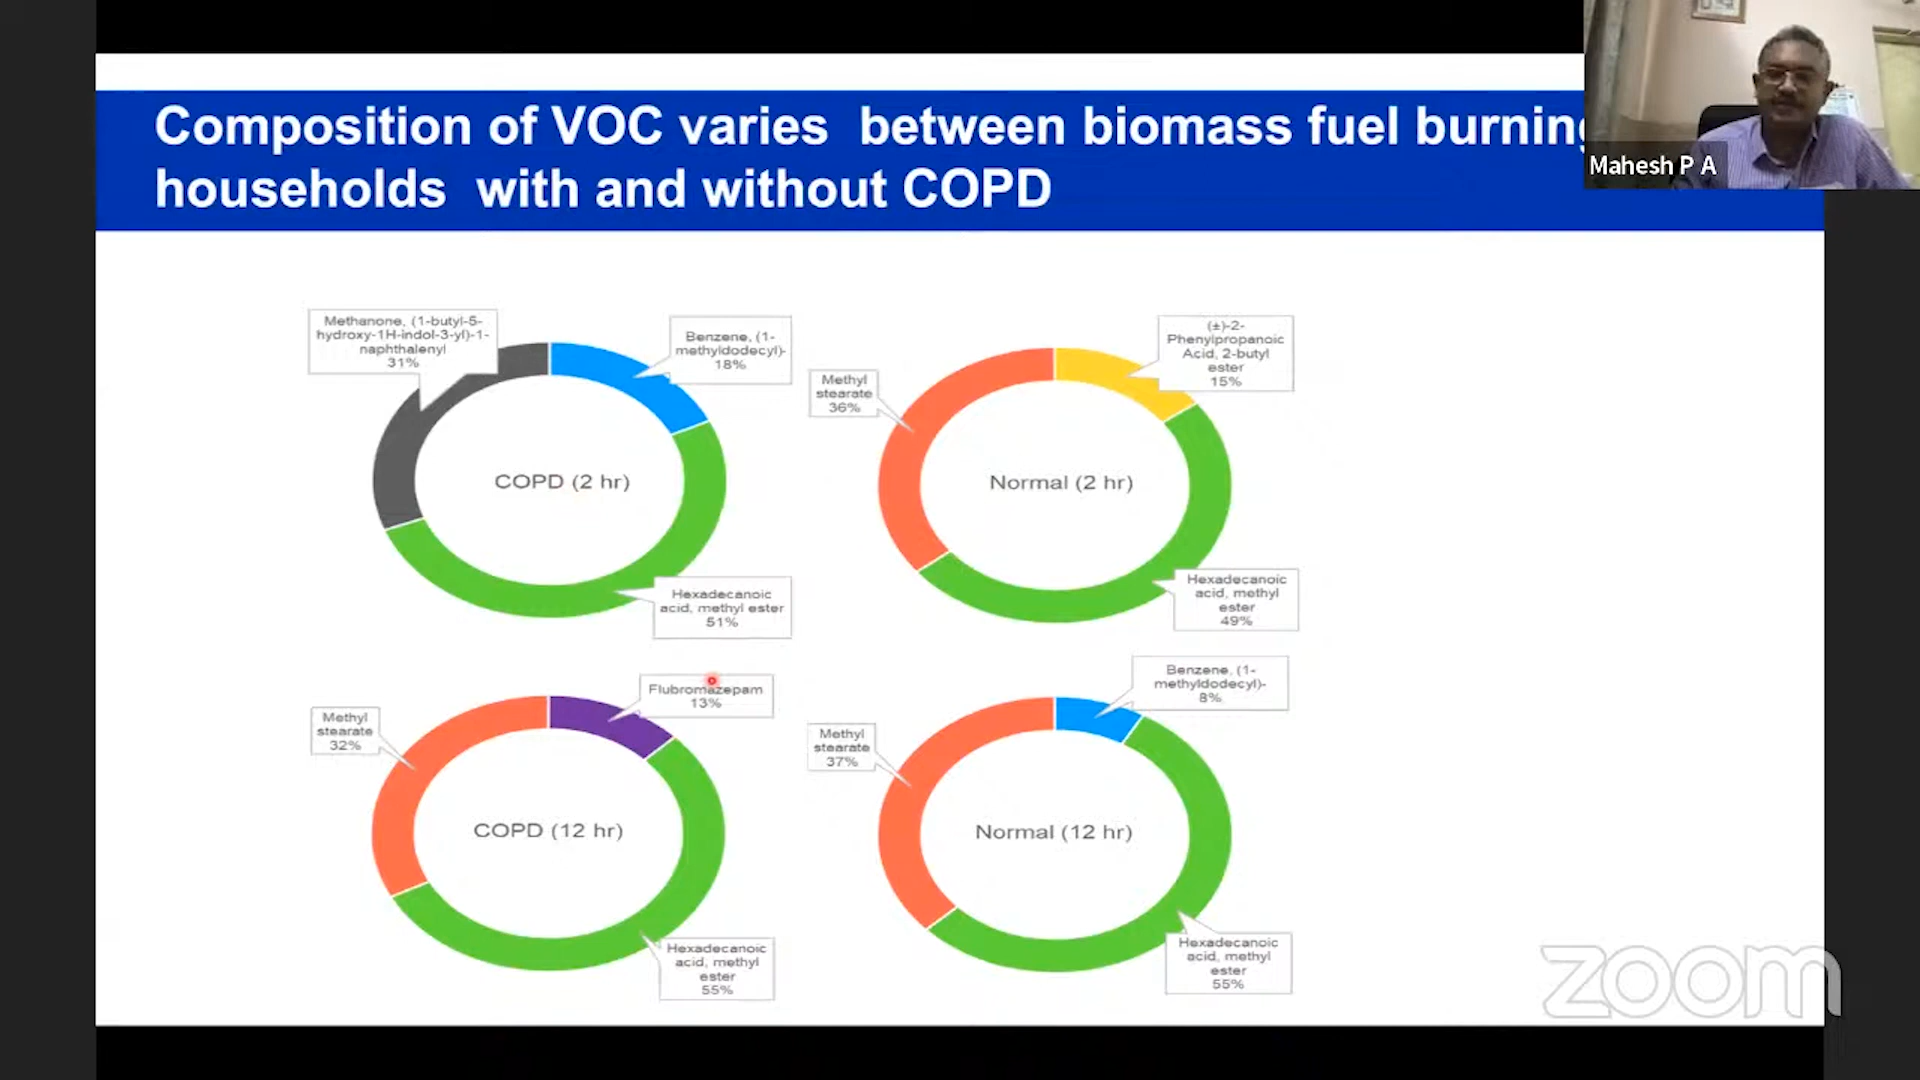 Composition of VOC varies between biomass fuel burning
households with and without COPD
Mahesh P A
Methanone, (1-butyl-5-
hydroxy-1H-indol-3-yl)-1-
naphthalenyl
31%
Benzene, (1-
methyldodecyl)-
18%
COPD (2 hr)
Hexadecanoic
acid, methyl ester
51%
(±)-2-
Phenylpropanoic
Acid, 2-butyl
ester
15%
Methyl
stearate
36%
Normal (2 hr)
Hexadecanoic
acid, methyl
ester
49%
Flubromazepam
13%
Methyl
stearate
32%
COPD (12 hr)
Hexadecanoic
acid, methyl
ester
55%
Benzene, (1-
methyldodecyl)-
8%
Methyl
stearate
37%
Normal (12 hr)
Hexadecanoic
acid, methyl
ester
55%
zoom